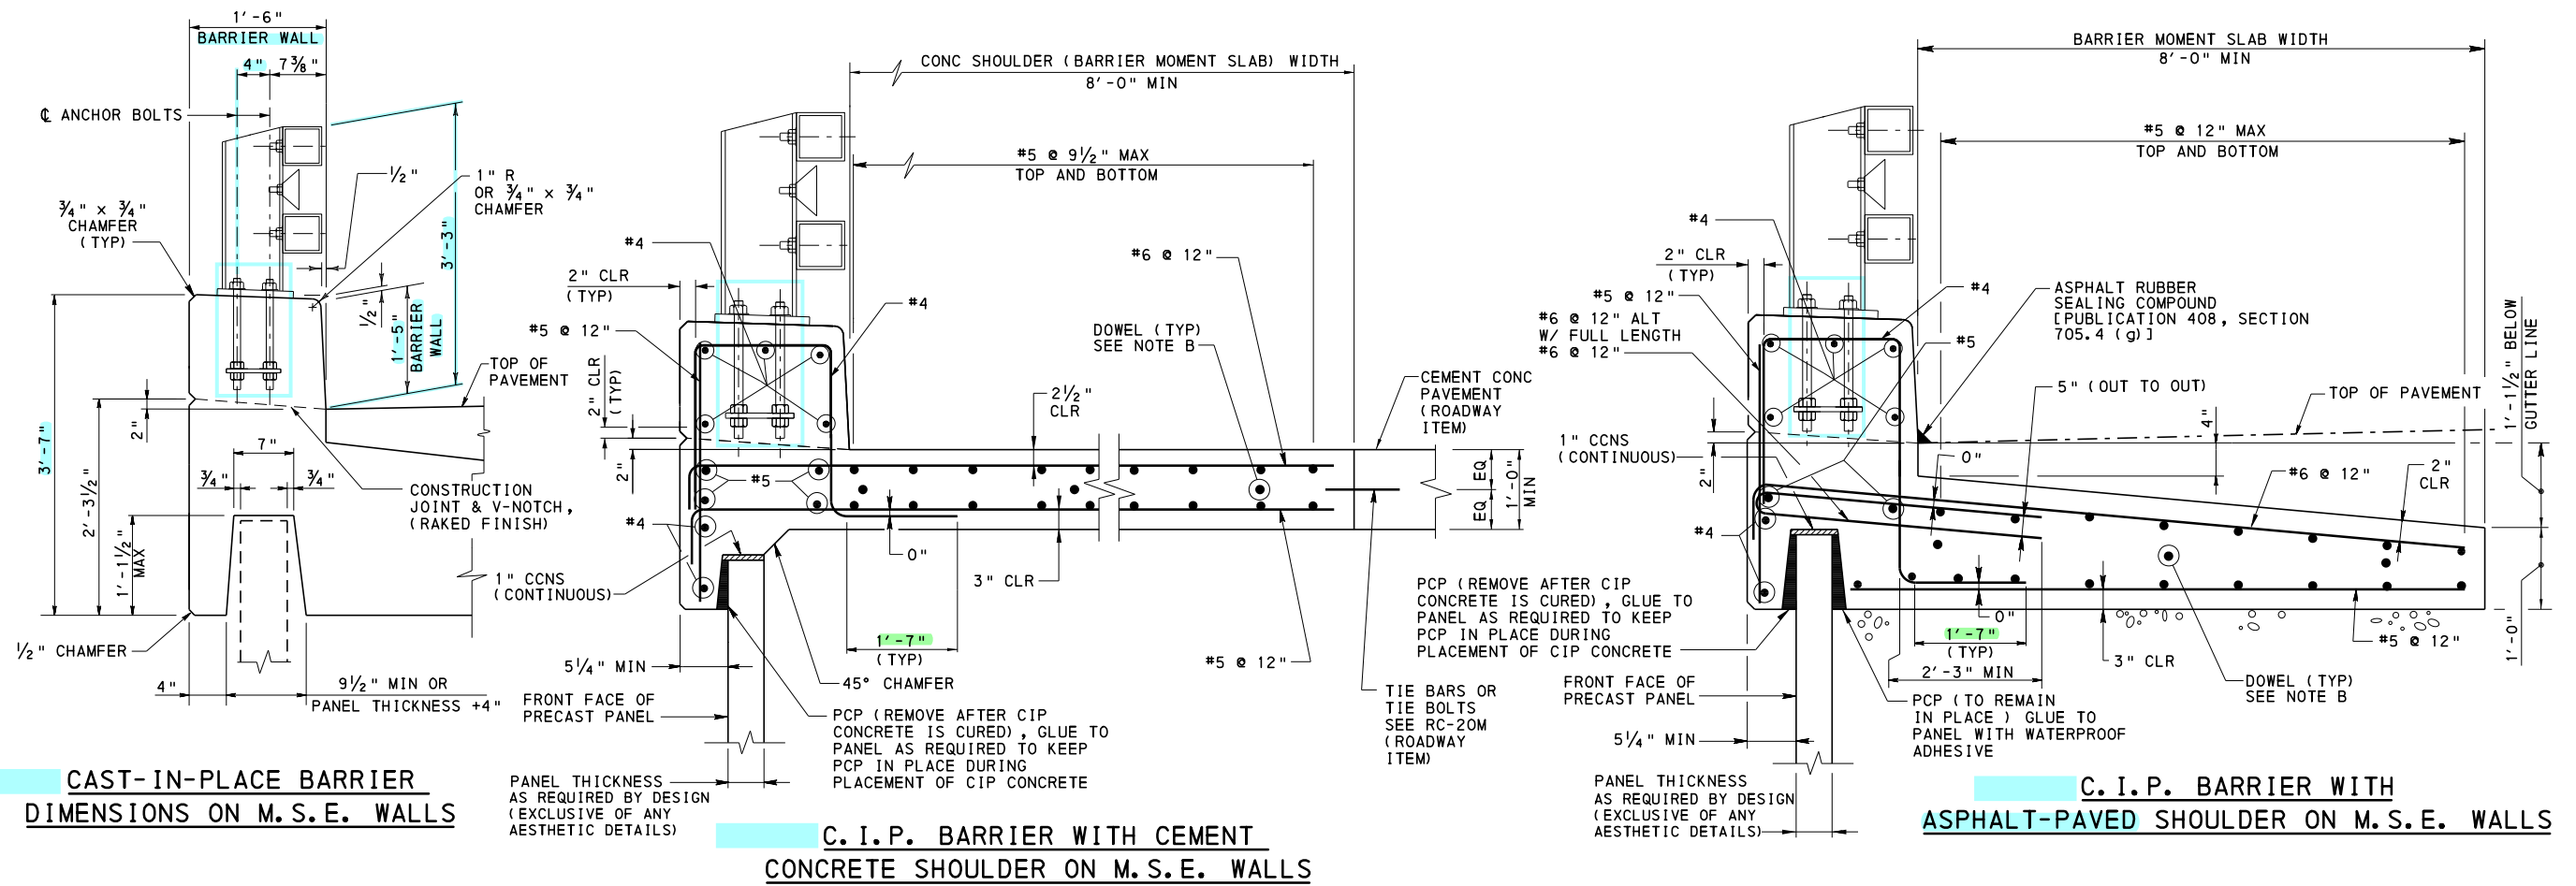 1'-6"
BARRIER WALL
4" 7 3/8"
℄ ANCHOR BOLTS
1/2"
1" R
OR 3/4" x 3/4"
CHAMFER
3/4" x 3/4"
CHAMFER
(TYP)
3'-3"
1/2"
1'-5"
BARRIER
WALL
TOP OF
PAVEMENT
2"
3'-7"
2'-3 1/2"
7"
3/4" 3/4"
1'-1 1/2"
MAX
CONSTRUCTION
JOINT & V-NOTCH,
(RAKED FINISH)
1/2" CHAMFER
4"
9 1/2" MIN OR
PANEL THICKNESS +4"
CAST-IN-PLACE BARRIER
DIMENSIONS ON M.S.E. WALLS
CONC SHOULDER (BARRIER MOMENT SLAB) WIDTH
8'-0" MIN
#5 @ 9 1/2" MAX
TOP AND BOTTOM
#4
2" CLR
(TYP)
#6 @ 12"
#4
#5 @ 12"
DOWEL (TYP)
SEE NOTE B
2" CLR
(TYP)
2 1/2"
CLR
CEMENT CONC
PAVEMENT
(ROADWAY
ITEM)
2"
#5
EQ
EQ
1'-0"
MIN
#4
0"
1" CCNS
(CONTINUOUS)
3" CLR
1'-7"
(TYP)
5 1/4" MIN
#5 @ 12"
45° CHAMFER
FRONT FACE OF
PRECAST PANEL
PCP (REMOVE AFTER CIP
CONCRETE IS CURED), GLUE TO
PANEL AS REQUIRED TO KEEP
PCP IN PLACE DURING
PLACEMENT OF CIP CONCRETE
TIE BARS OR
TIE BOLTS
SEE RC-20M
(ROADWAY
ITEM)
PANEL THICKNESS
AS REQUIRED BY DESIGN
(EXCLUSIVE OF ANY
AESTHETIC DETAILS)
C.I.P. BARRIER WITH CEMENT
CONCRETE SHOULDER ON M.S.E. WALLS
BARRIER MOMENT SLAB WIDTH
8'-0" MIN
#5 @ 12" MAX
TOP AND BOTTOM
#4
2" CLR
(TYP)
#5 @ 12"
#4
ASPHALT RUBBER
SEALING COMPOUND
[PUBLICATION 408, SECTION
705.4 (g)]
#6 @ 12" ALT
W/ FULL LENGTH
#6 @ 12"
#5
1'-1 1/2" BELOW
GUTTER LINE
5" (OUT TO OUT)
TOP OF PAVEMENT
4"
1" CCNS
(CONTINUOUS)
2"
0"
#6 @ 12"
2"
CLR
#4
PCP (REMOVE AFTER CIP
CONCRETE IS CURED), GLUE TO
PANEL AS REQUIRED TO KEEP
PCP IN PLACE DURING
PLACEMENT OF CIP CONCRETE
0"
1'-7"
(TYP)
#5 @ 12"
1'-0"
3" CLR
2'-3" MIN
FRONT FACE OF
PRECAST PANEL
DOWEL (TYP)
SEE NOTE B
PCP (TO REMAIN
IN PLACE ) GLUE TO
PANEL WITH WATERPROOF
ADHESIVE
5 1/4" MIN
PANEL THICKNESS
AS REQUIRED BY DESIGN
(EXCLUSIVE OF ANY
AESTHETIC DETAILS)
C.I.P. BARRIER WITH
ASPHALT-PAVED SHOULDER ON M.S.E. WALLS